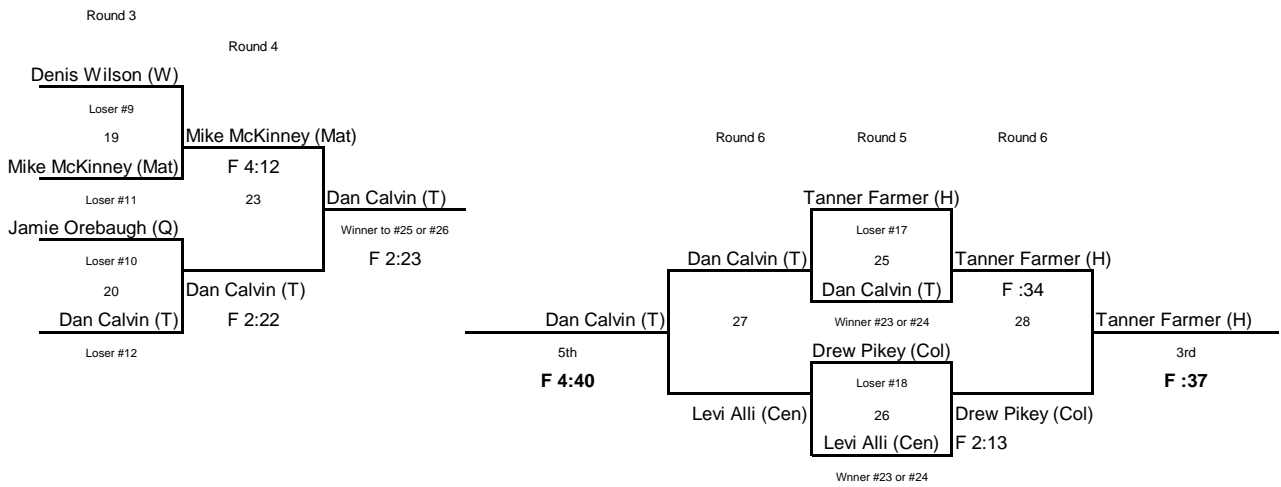 Round 3
Round 4
Denis Wilson (W)
Loser #9
19
Mike McKinney (Mat)
Mike McKinney (Mat)
F 4:12
Loser #11
23
Jamie Orebaugh (Q)
Dan Calvin (T)
Winner to #25 or #26
F 2:23
Loser #10
20
Dan Calvin (T)
Dan Calvin (T)
F 2:22
Loser #12
Round 6
Round 5
Round 6
Tanner Farmer (H)
Loser #17
Dan Calvin (T)
25
Tanner Farmer (H)
Dan Calvin (T)
F :34
Dan Calvin (T)
27
Winner #23 or #24
28
Tanner Farmer (H)
5th
Drew Pikey (Col)
3rd
F 4:40
Loser #18
F :37
Levi Alli (Cen)
26
Drew Pikey (Col)
Levi Alli (Cen)
F 2:13
Wnner #23 or #24